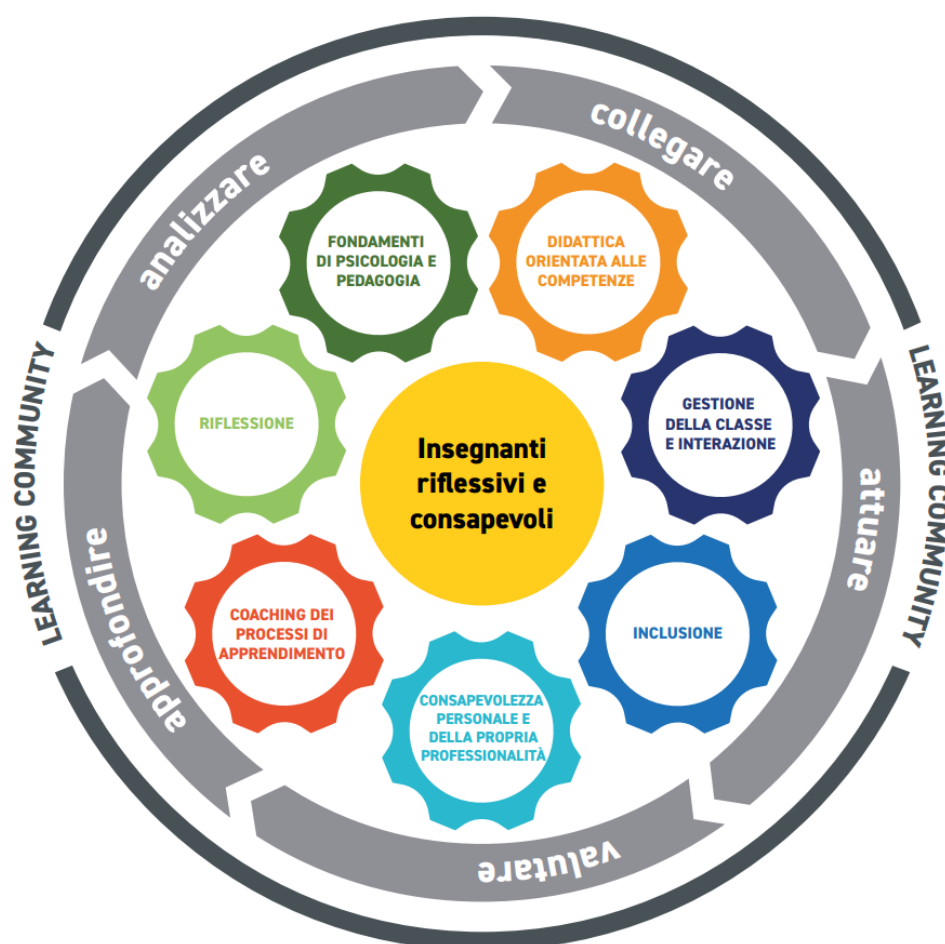 analizzare
collegare
attuare
valutare
approfondire
LEARNING COMMUNITY
LEARNING COMMUNITY
FONDAMENTI
DI PSICOLOGIA E
PEDAGOGIA
DIDATTICA
ORIENTATA ALLE
COMPETENZE
GESTIONE
DELLA CLASSE
E INTERAZIONE
INCLUSIONE
CONSAPEVOLEZZA
PERSONALE E
DELLA PROPRIA
PROFESSIONALITÀ
COACHING DEI
PROCESSI DI
APPRENDIMENTO
RIFLESSIONE
Insegnanti
riflessivi e
consapevoli